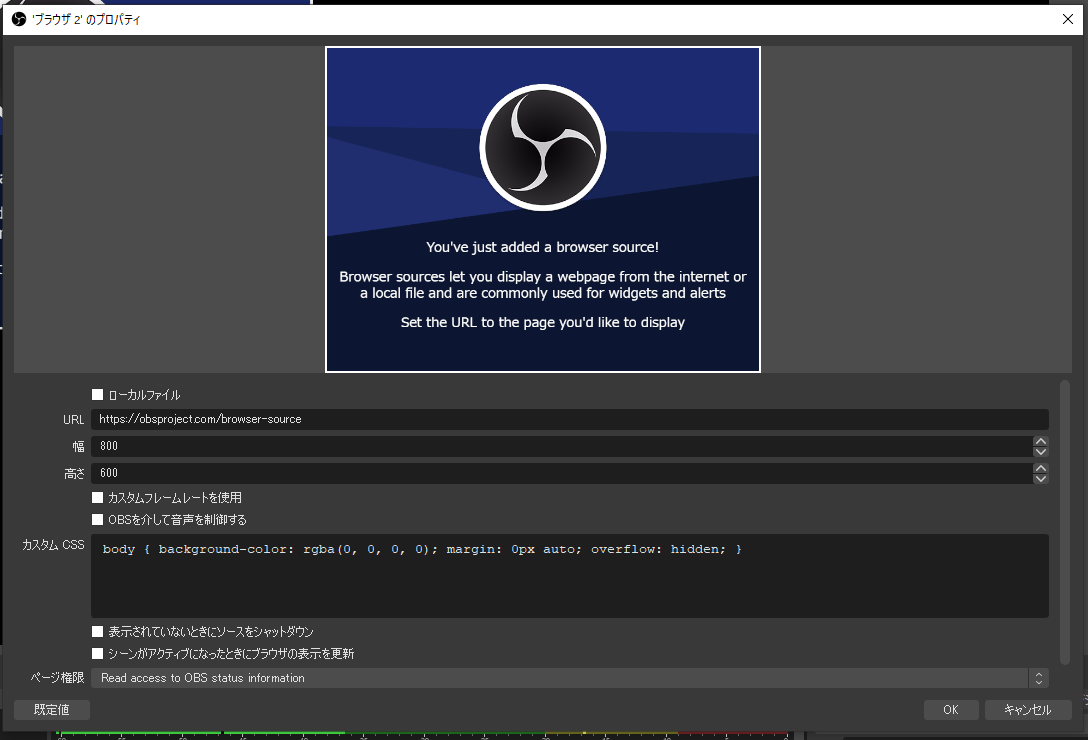 'ブラウザ 2' のプロパティ
You've just added a browser source!
Browser sources let you display a webpage from the internet or
a local file and are commonly used for widgets and alerts
Set the URL to the page you'd like to display
ローカルファイル
URL https://obsproject.com/browser-source
幅 800
高さ 600
カスタムフレームレートを使用
OBSを介して音声を制御する
カスタム CSS body { background-color: rgba(0, 0, 0, 0); margin: 0px auto; overflow: hidden; }
表示されていないときにソースをシャットダウン
シーンがアクティブになったときにブラウザの表示を更新
ページ権限 Read access to OBS status information
既定値 OK キャンセル